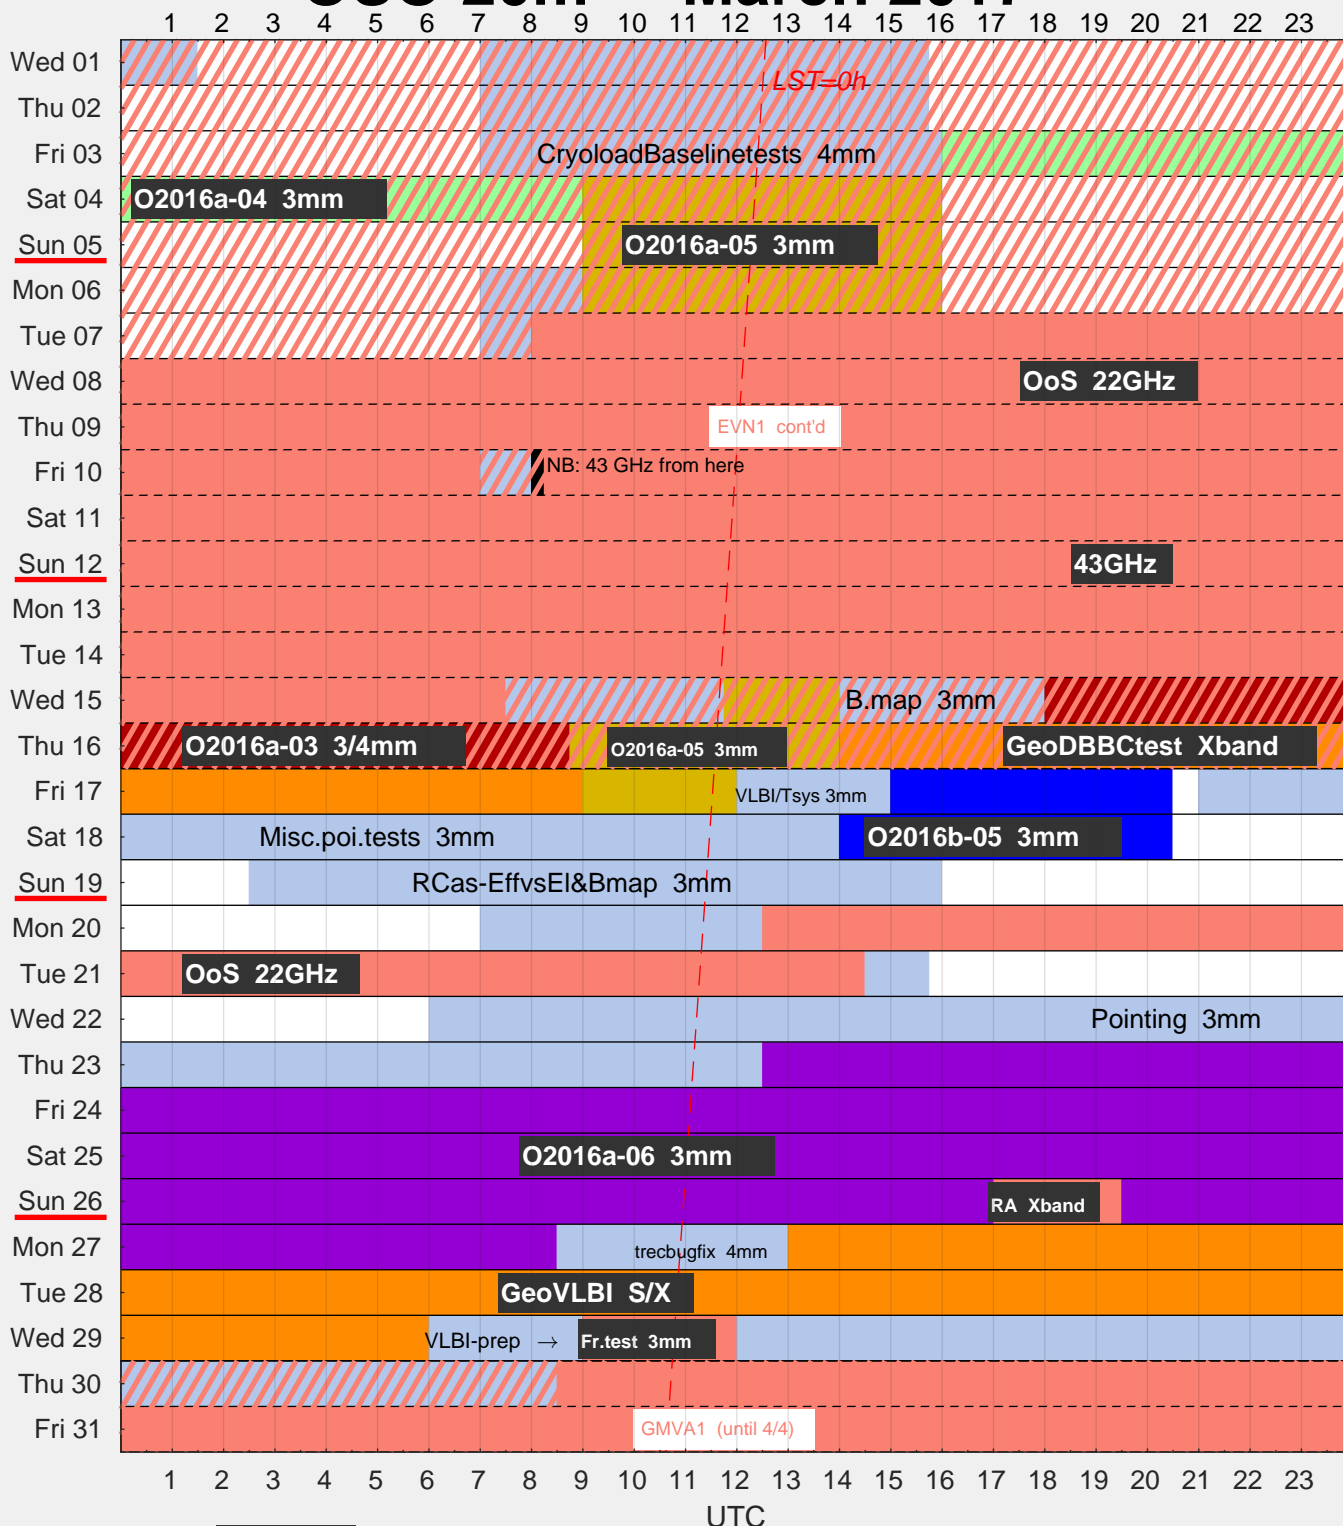 1 2 3 4 5 6 7 8 9 10 11 12 13 14 15 16 17 18 19 20 21 22 23
Wed 01
LST=0h
Thu 02
Fri 03 CryoloadBaselinetests 4mm
Sat 04 O2016a-04 3mm
Sun 05 O2016a-05 3mm
Mon 06
Tue 07
Wed 08 OoS 22GHz
Thu 09 EVN1 cont'd
Fri 10 NB: 43 GHz from here
Sat 11
Sun 12 43GHz
Mon 13
Tue 14
Wed 15 B.map 3mm
Thu 16 O2016a-03 3/4mm O2016a-05 3mm GeoDBBCtest Xband
Fri 17 VLBI/Tsys 3mm
Sat 18 Misc.poi.tests 3mm O2016b-05 3mm
Sun 19 RCas-EffvsEl&Bmap 3mm
Mon 20
Tue 21 OoS 22GHz
Wed 22 Pointing 3mm
Thu 23
Fri 24
Sat 25 O2016a-06 3mm
Sun 26 RA Xband
Mon 27 trecbugfix 4mm
Tue 28 GeoVLBI S/X
Wed 29 VLBI-prep → Fr.test 3mm
Thu 30
Fri 31 GMVA1 (until 4/4)
1 2 3 4 5 6 7 8 9 10 11 12 13 14 15 16 17 18 19 20 21 22 23
UTC